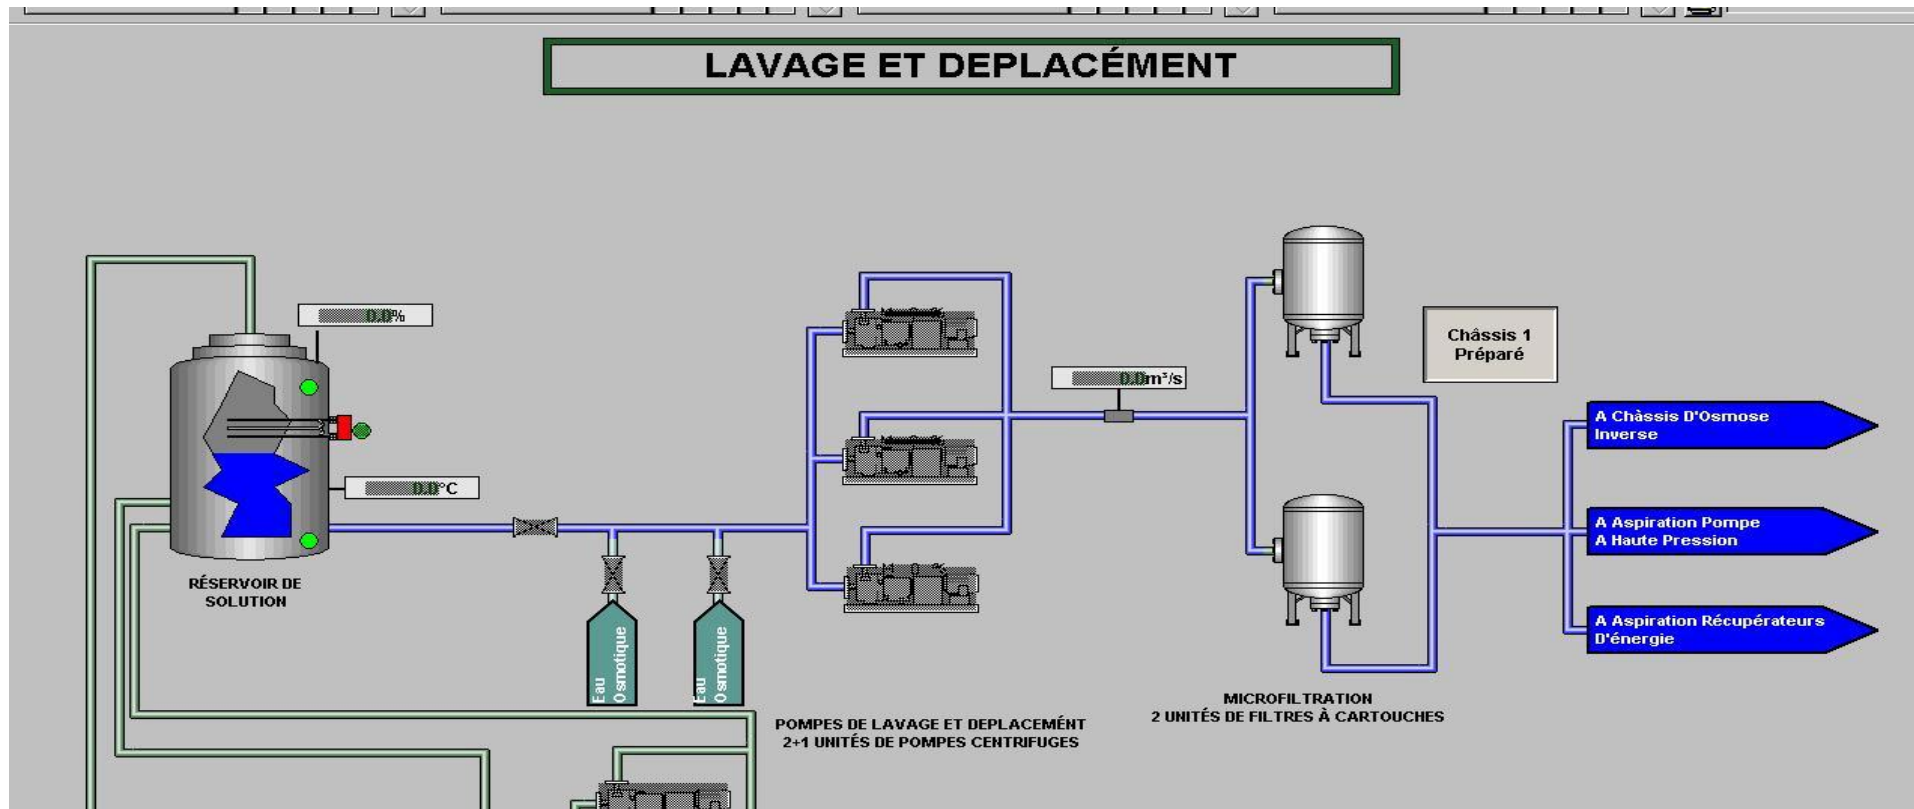 LAVAGE ET DEPLACÉMENT
0.0%
0.0°C
RÉSERVOIR DE
SOLUTION
Eau
Osmotique
Eau
Osmotique
0.0m³/s
Châssis 1
Préparé
A Chàssis D'Osmose
Inverse
A Aspiration Pompe
A Haute Pression
A Aspiration Récupérateurs
D'énergie
MICROFILTRATION
2 UNITÉS DE FILTRES À CARTOUCHES
POMPES DE LAVAGE ET DEPLACEMÉNT
2+1 UNITÉS DE POMPES CENTRIFUGES